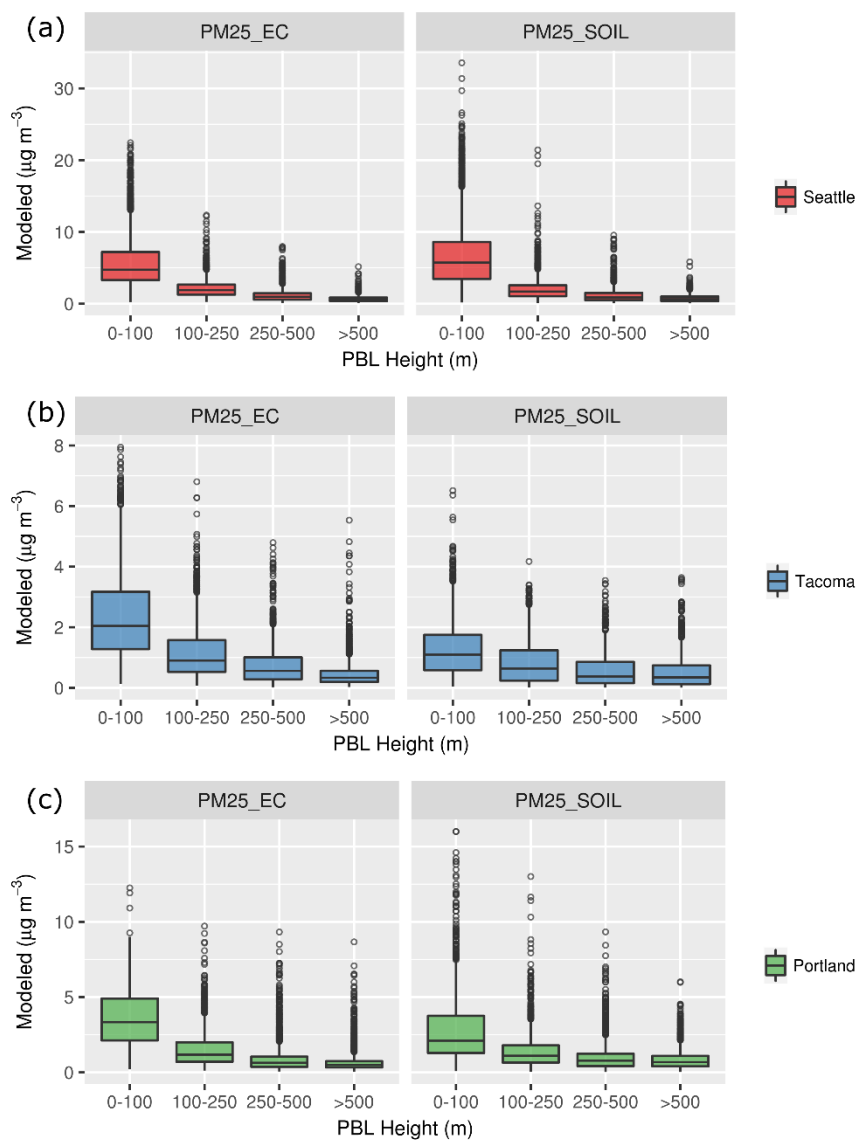 (a)
PM25_EC PM25_SOIL
30
20
10
0
Modeled (μg m⁻³)
0-100 100-250 250-500 >500 0-100 100-250 250-500 >500
PBL Height (m)
Seattle
(b)
PM25_EC PM25_SOIL
8
6
4
2
0
Modeled (μg m⁻³)
0-100 100-250 250-500 >500 0-100 100-250 250-500 >500
PBL Height (m)
Tacoma
(c)
PM25_EC PM25_SOIL
15
10
5
0
Modeled (μg m⁻³)
0-100 100-250 250-500 >500 0-100 100-250 250-500 >500
PBL Height (m)
Portland